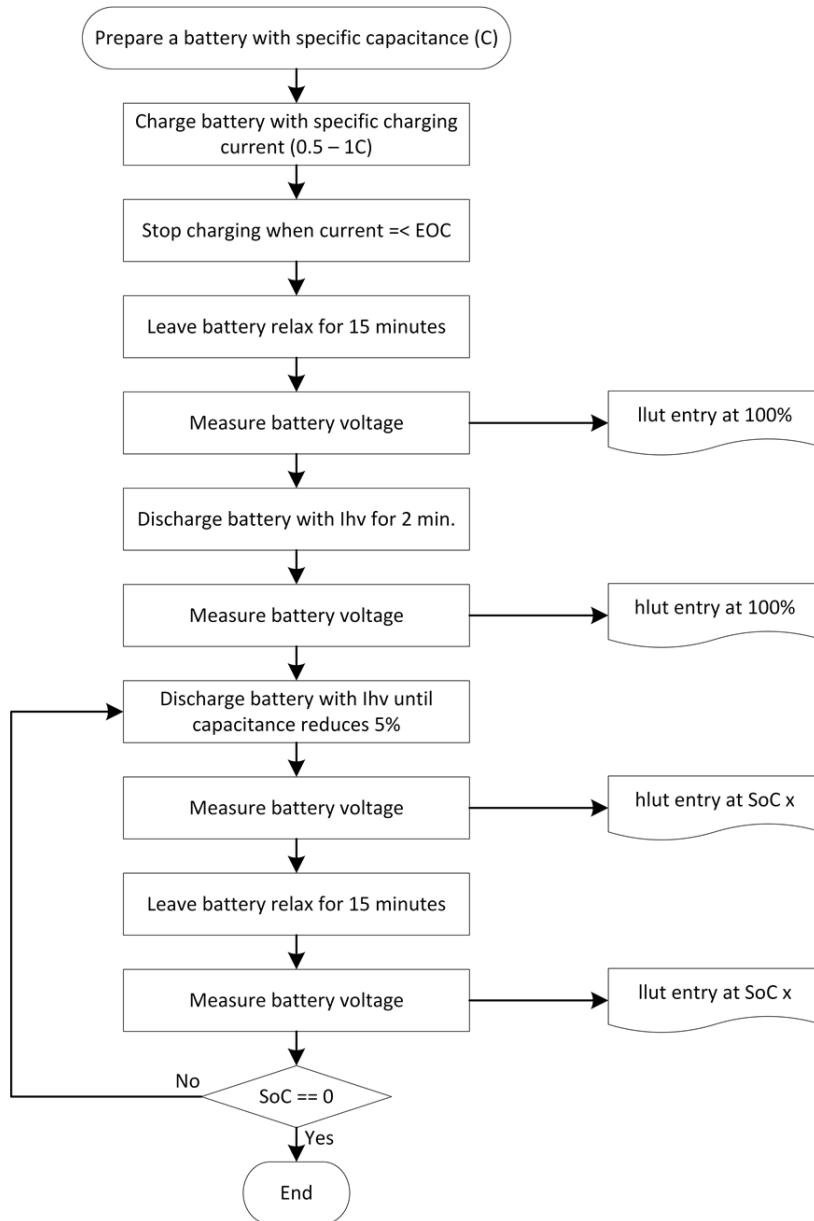 Prepare a battery with specific capacitance (C)
Charge battery with specific charging
current (0.5 – 1C)
Stop charging when current =< EOC
Leave battery relax for 15 minutes
Measure battery voltage
llut entry at 100%
Discharge battery with Ihv for 2 min.
Measure battery voltage
hlut entry at 100%
Discharge battery with Ihv until
capacitance reduces 5%
Measure battery voltage
hlut entry at SoC x
Leave battery relax for 15 minutes
Measure battery voltage
llut entry at SoC x
No
SoC == 0
Yes
End